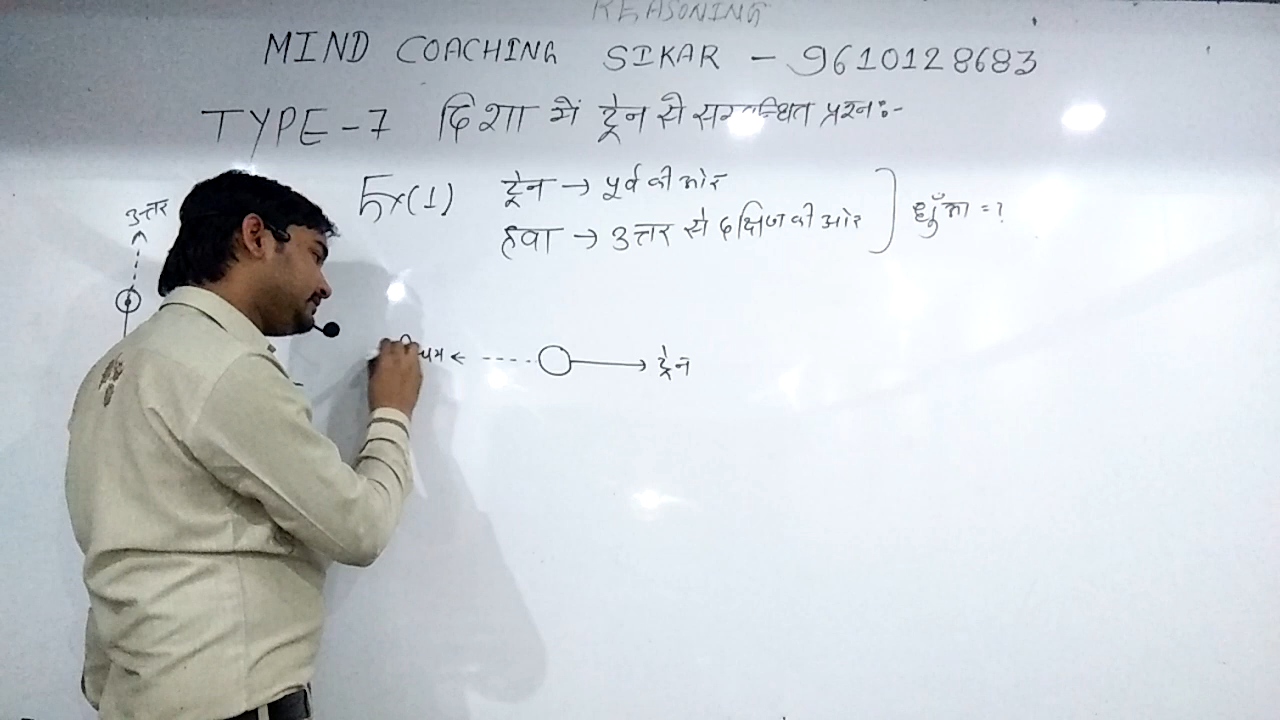 REASONING
MIND COACHING SIKAR - 9610128683
TYPE-7 दिशा में ट्रेन से सम्बन्धित प्रश्न:-
Ex(1) ट्रेन → पूर्व की ओर
हवा → उत्तर से दक्षिण की ओर
धुँआ = ?
उत्तर
ट्रेन